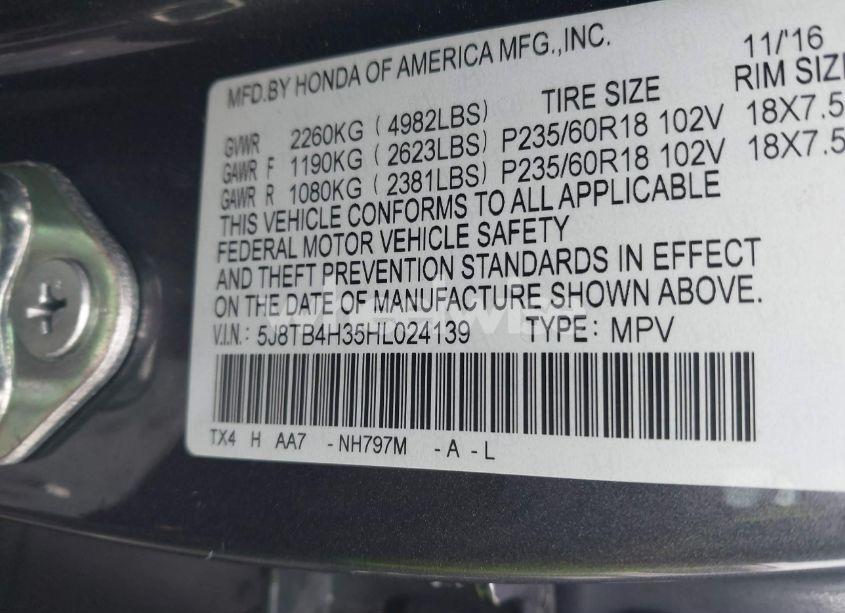 MFD.BY HONDA OF AMERICA MFG.,INC. 11/'16
TIRE SIZE RIM SIZE
GVWR 2260KG ( 4982LBS)
GAWR F 1190KG ( 2623LBS) P235/60R18 102V 18X7.5
GAWR R 1080KG ( 2381LBS) P235/60R18 102V 18X7.5
THIS VEHICLE CONFORMS TO ALL APPLICABLE
FEDERAL MOTOR VEHICLE SAFETY
AND THEFT PREVENTION STANDARDS IN EFFECT
ON THE DATE OF MANUFACTURE SHOWN ABOVE.
V.I.N.: 5J8TB4H35HL024139 TYPE: MPV
TX4 H AA7 -NH797M -A -L